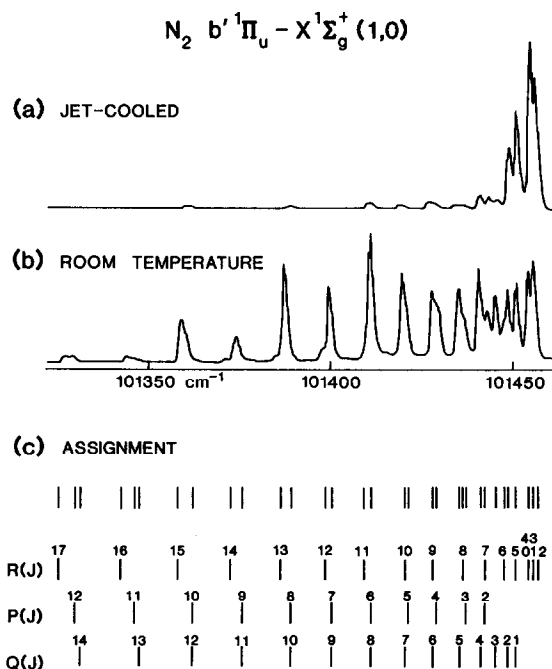 N₂ b' ¹Πᵤ – X ¹Σg⁺ (1,0)
(a) JET-COOLED
(b) ROOM TEMPERATURE
101350 cm⁻¹ 101400 101450
(c) ASSIGNMENT
R(J) 17 16 15 14 13 12 11 10 9 8 7 6 5 4 3 0 1 2
P(J) 12 11 10 9 8 7 6 5 4 3 2
Q(J) 14 13 12 11 10 9 8 7 6 5 4 3 2 1